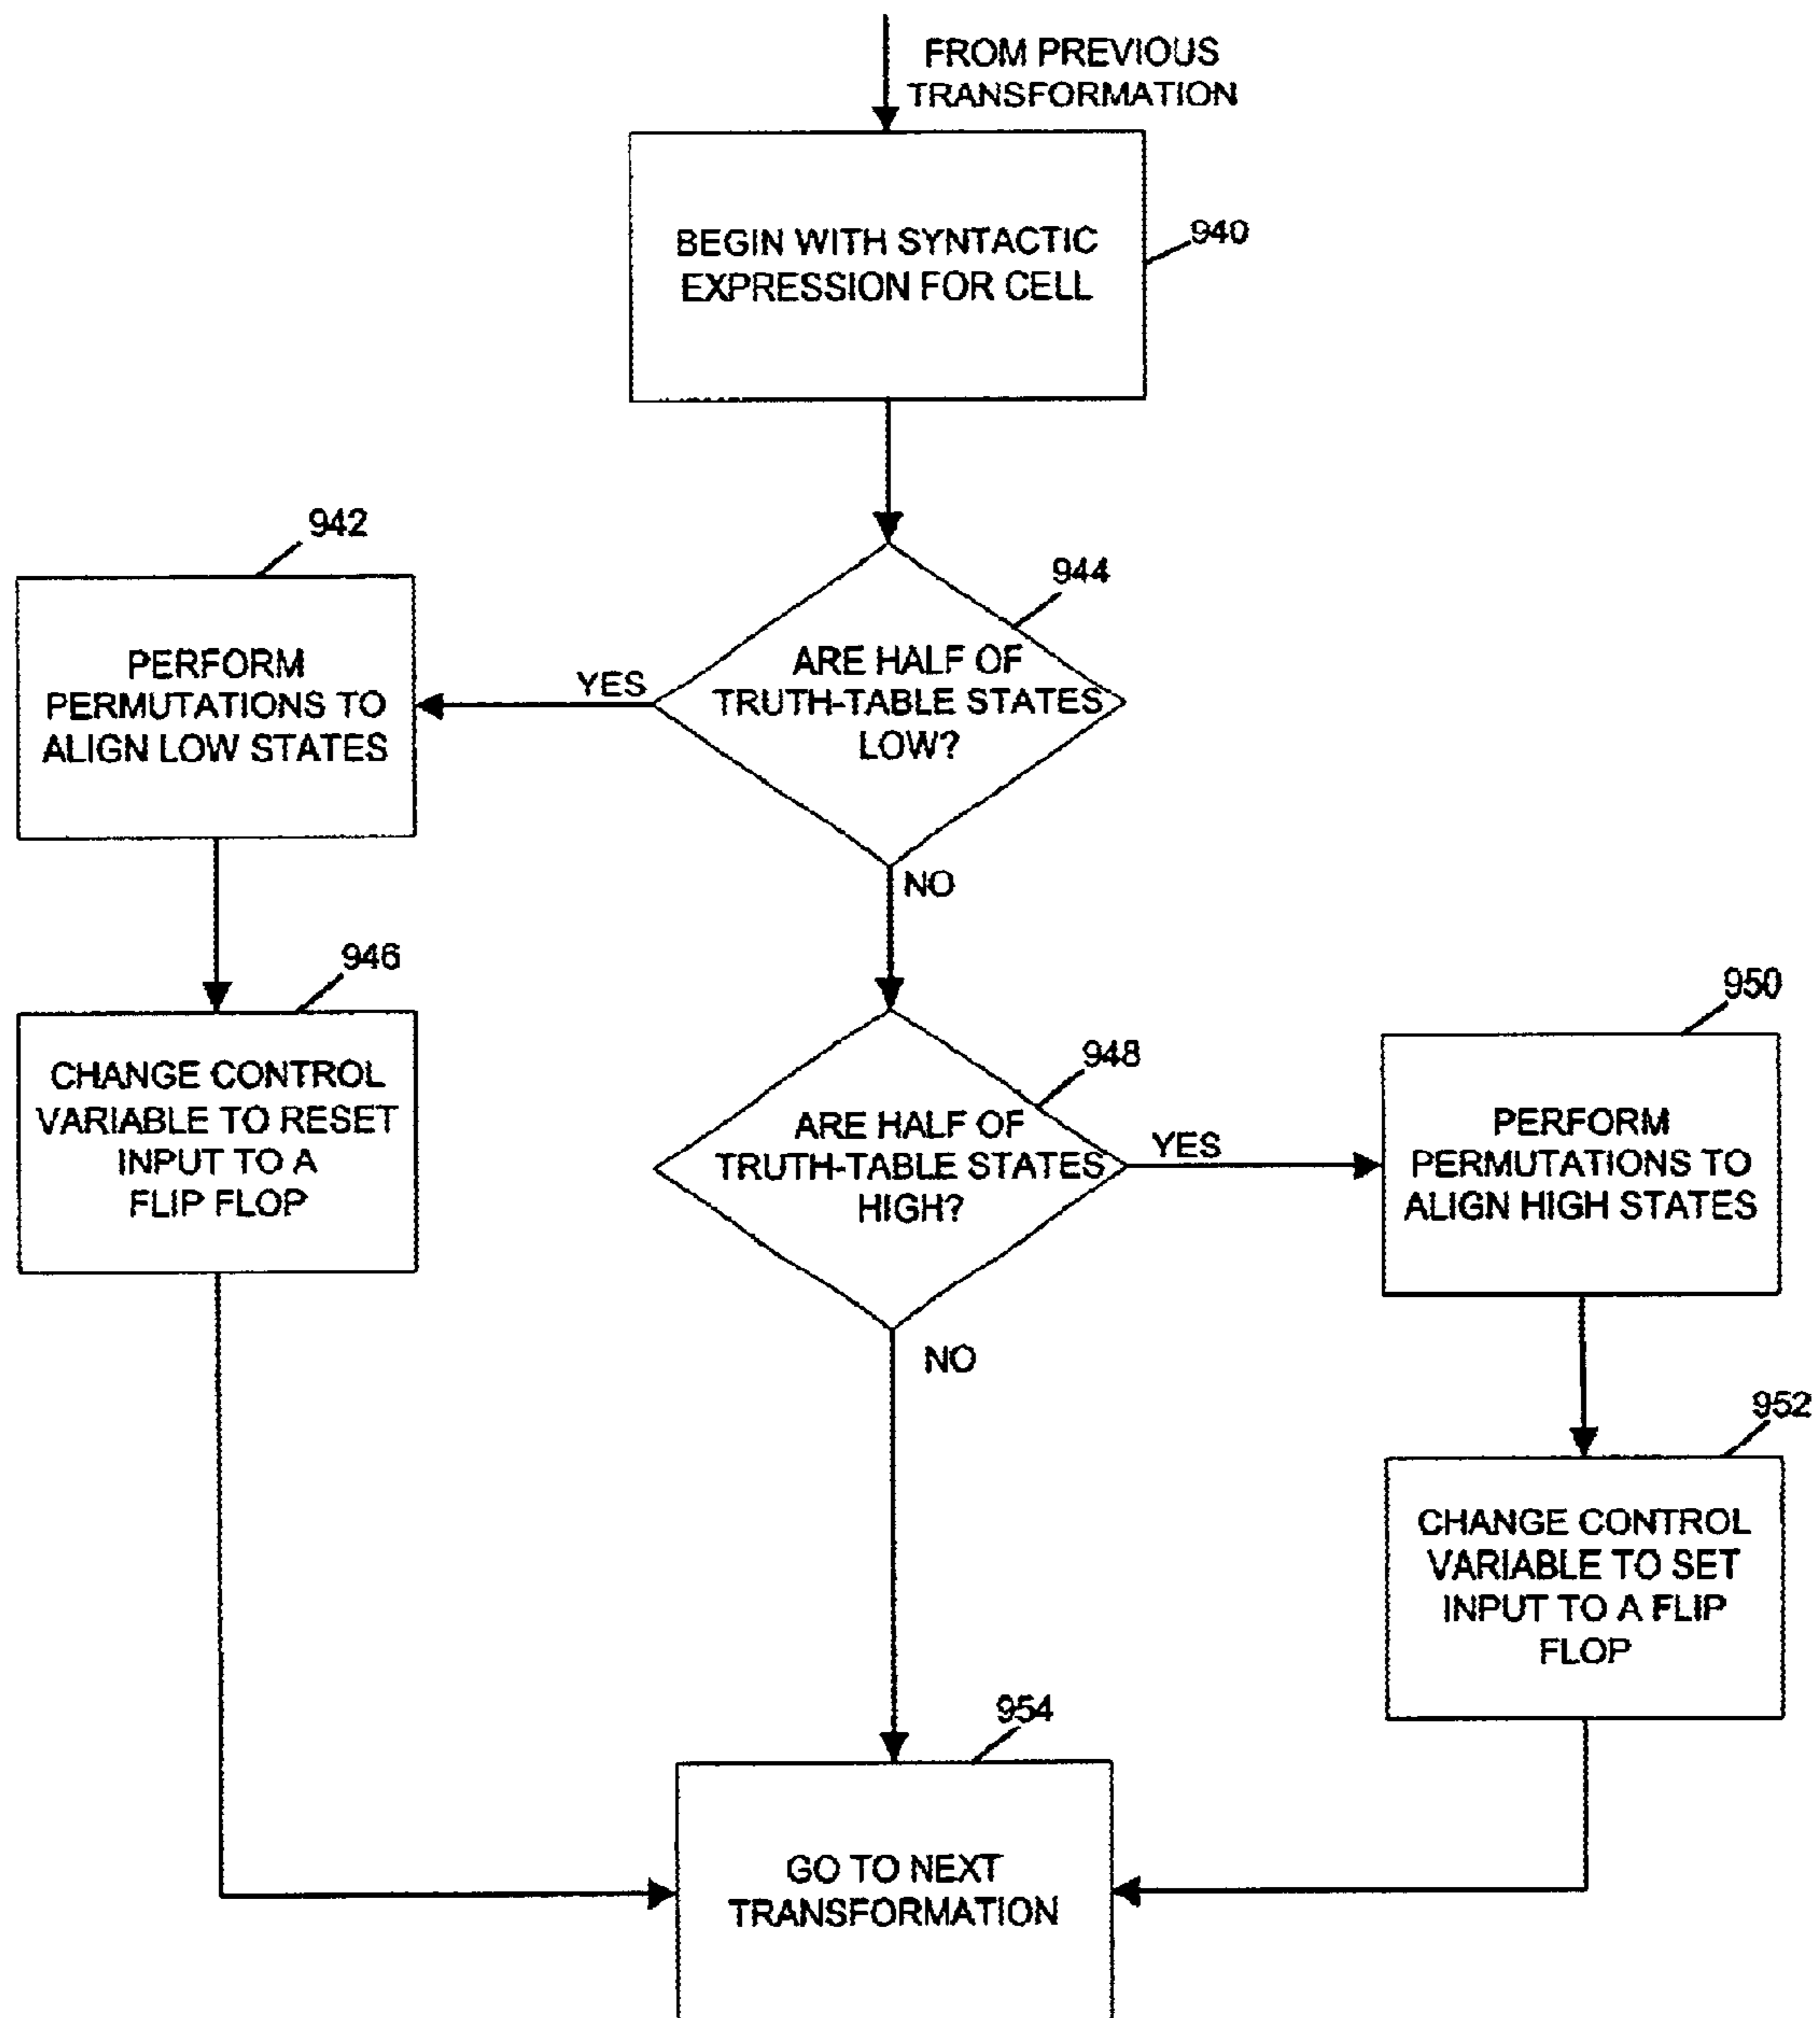 FROM PREVIOUS
TRANSFORMATION
BEGIN WITH SYNTACTIC
EXPRESSION FOR CELL
940
942
PERFORM
PERMUTATIONS TO
ALIGN LOW STATES
YES
944
ARE HALF OF
TRUTH-TABLE STATES
LOW?
NO
946
CHANGE CONTROL
VARIABLE TO RESET
INPUT TO A
FLIP FLOP
948
ARE HALF OF
TRUTH-TABLE STATES
HIGH?
YES
NO
950
PERFORM
PERMUTATIONS TO
ALIGN HIGH STATES
952
CHANGE CONTROL
VARIABLE TO SET
INPUT TO A FLIP
FLOP
954
GO TO NEXT
TRANSFORMATION